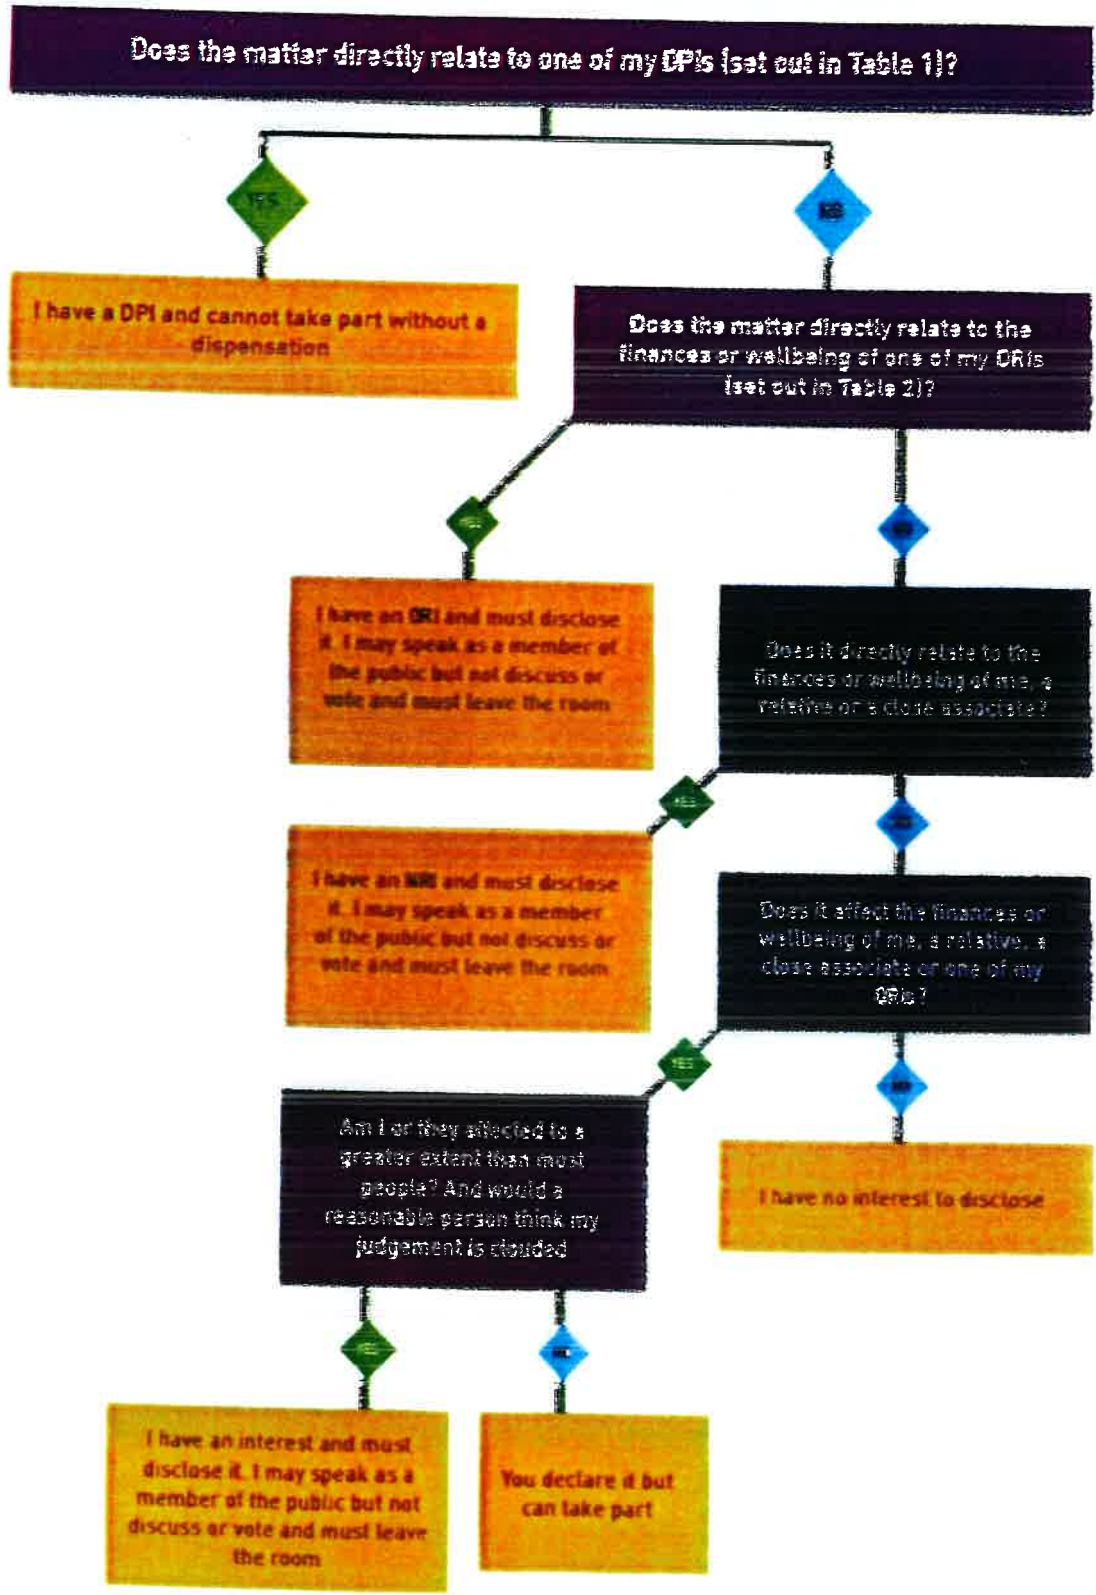 Does the matter directly relate to one of my DPIs (set out in Table 1)?
YES
NO
I have a DPI and cannot take part without a
dispensation
Does the matter directly relate to the
finances or wellbeing of one of my ORIs
(set out in Table 2)?
YES
NO
I have an ORI and must disclose
it. I may speak as a member of
the public but not discuss or
vote and must leave the room
Does it directly relate to the
finances or wellbeing of me, a
relative or a close associate?
YES
NO
I have an NRI and must disclose
it. I may speak as a member
of the public but not discuss or
vote and must leave the room
Does it affect the finances or
wellbeing of me, a relative, a
close associate or one of my
ORIs?
YES
NO
Am I or they affected to a
greater extent than most
people? And would a
reasonable person think my
judgement is clouded
I have no interest to disclose
YES
NO
I have an interest and must
disclose it. I may speak as a
member of the public but not
discuss or vote and must leave
the room
You declare it but
can take part